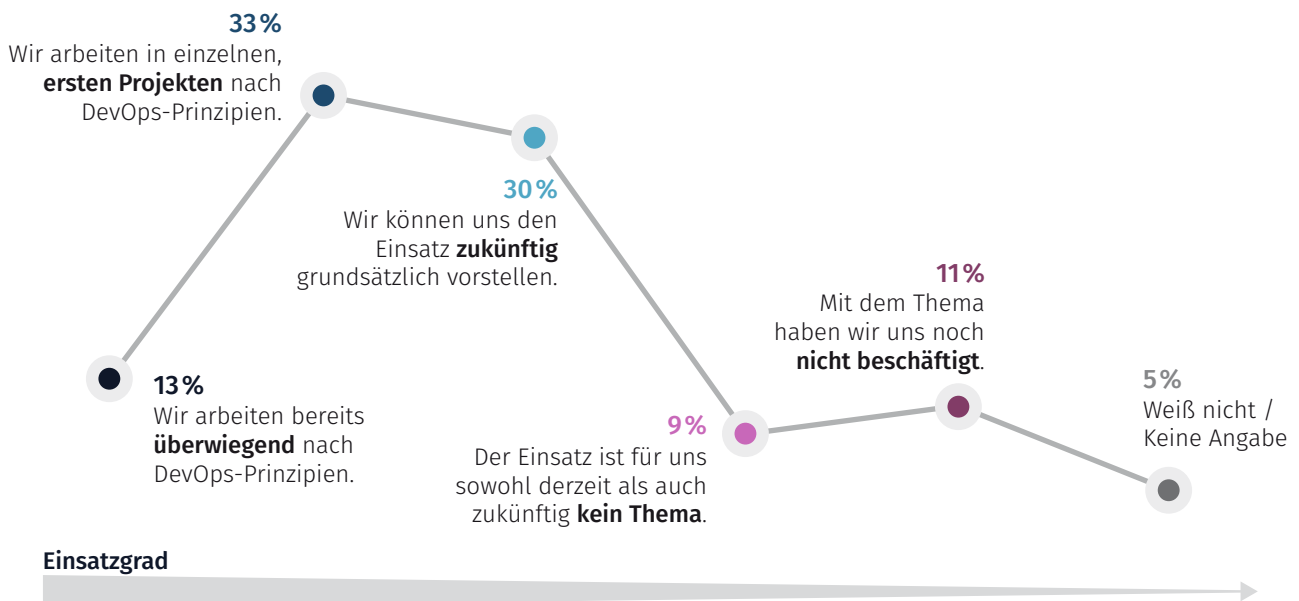 33 %
Wir arbeiten in einzelnen,
ersten Projekten nach
DevOps-Prinzipien.
30 %
Wir können uns den
Einsatz zukünftig
grundsätzlich vorstellen.
11 %
Mit dem Thema
haben wir uns noch
nicht beschäftigt.
13 %
Wir arbeiten bereits
überwiegend nach
DevOps-Prinzipien.
9 %
Der Einsatz ist für uns
sowohl derzeit als auch
zukünftig kein Thema.
5 %
Weiß nicht /
Keine Angabe
Einsatzgrad